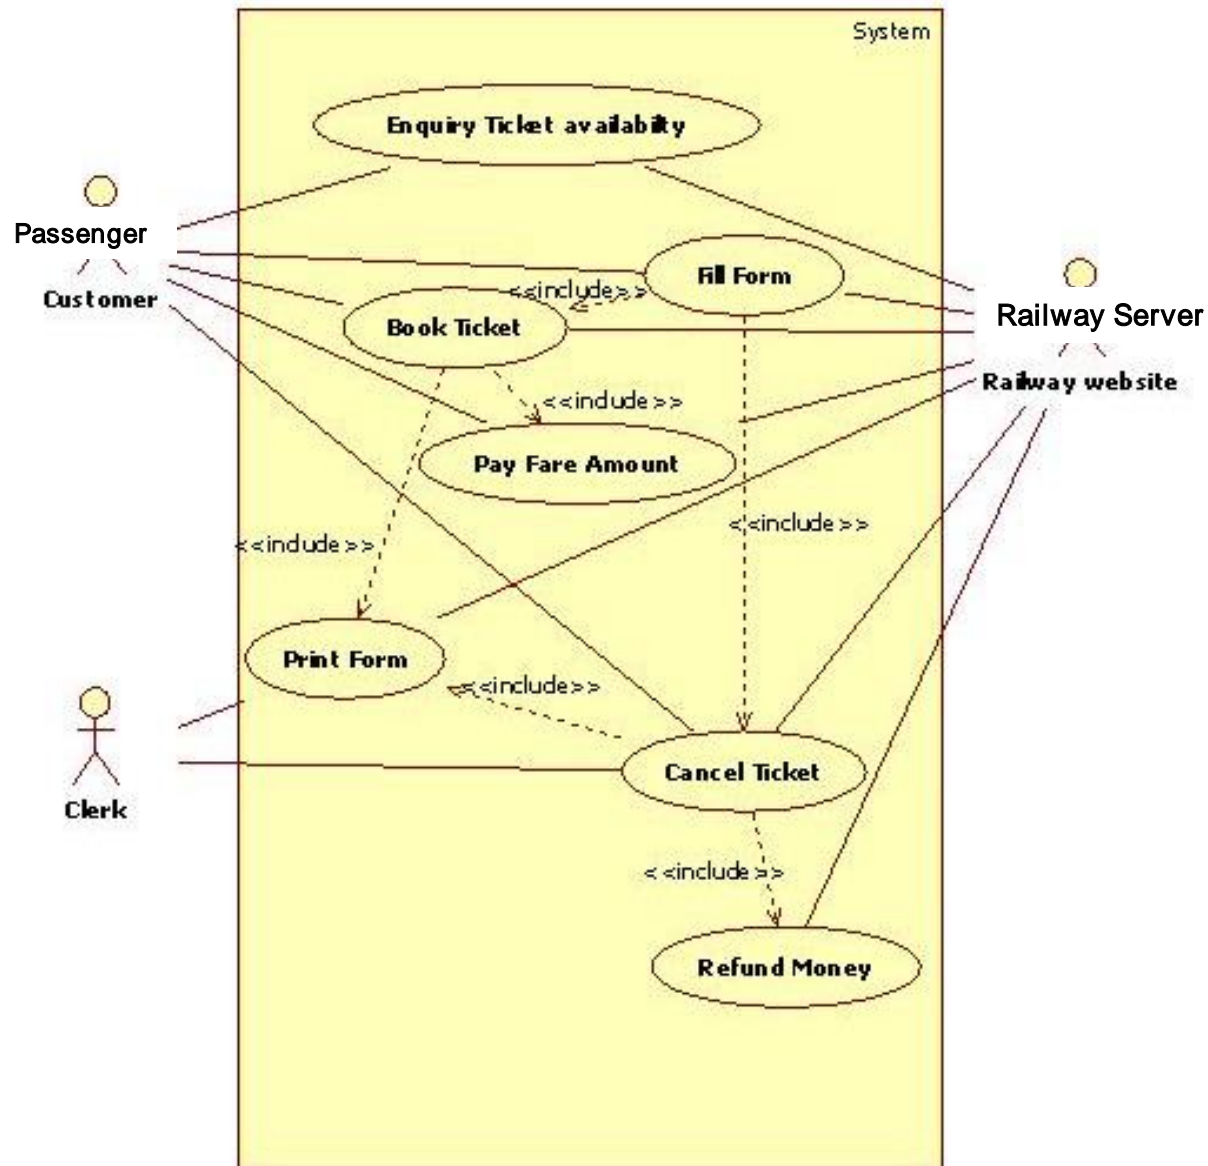 System
Enquiry Ticket availabilty
Passenger
Customer
Fill Form
<<include>>
Book Ticket
Railway Server
Railway website
<<include>>
Pay Fare Amount
<<include>>
<<include>>
Print Form
<<include>>
Cancel Ticket
Clerk
<<include>>
Refund Money